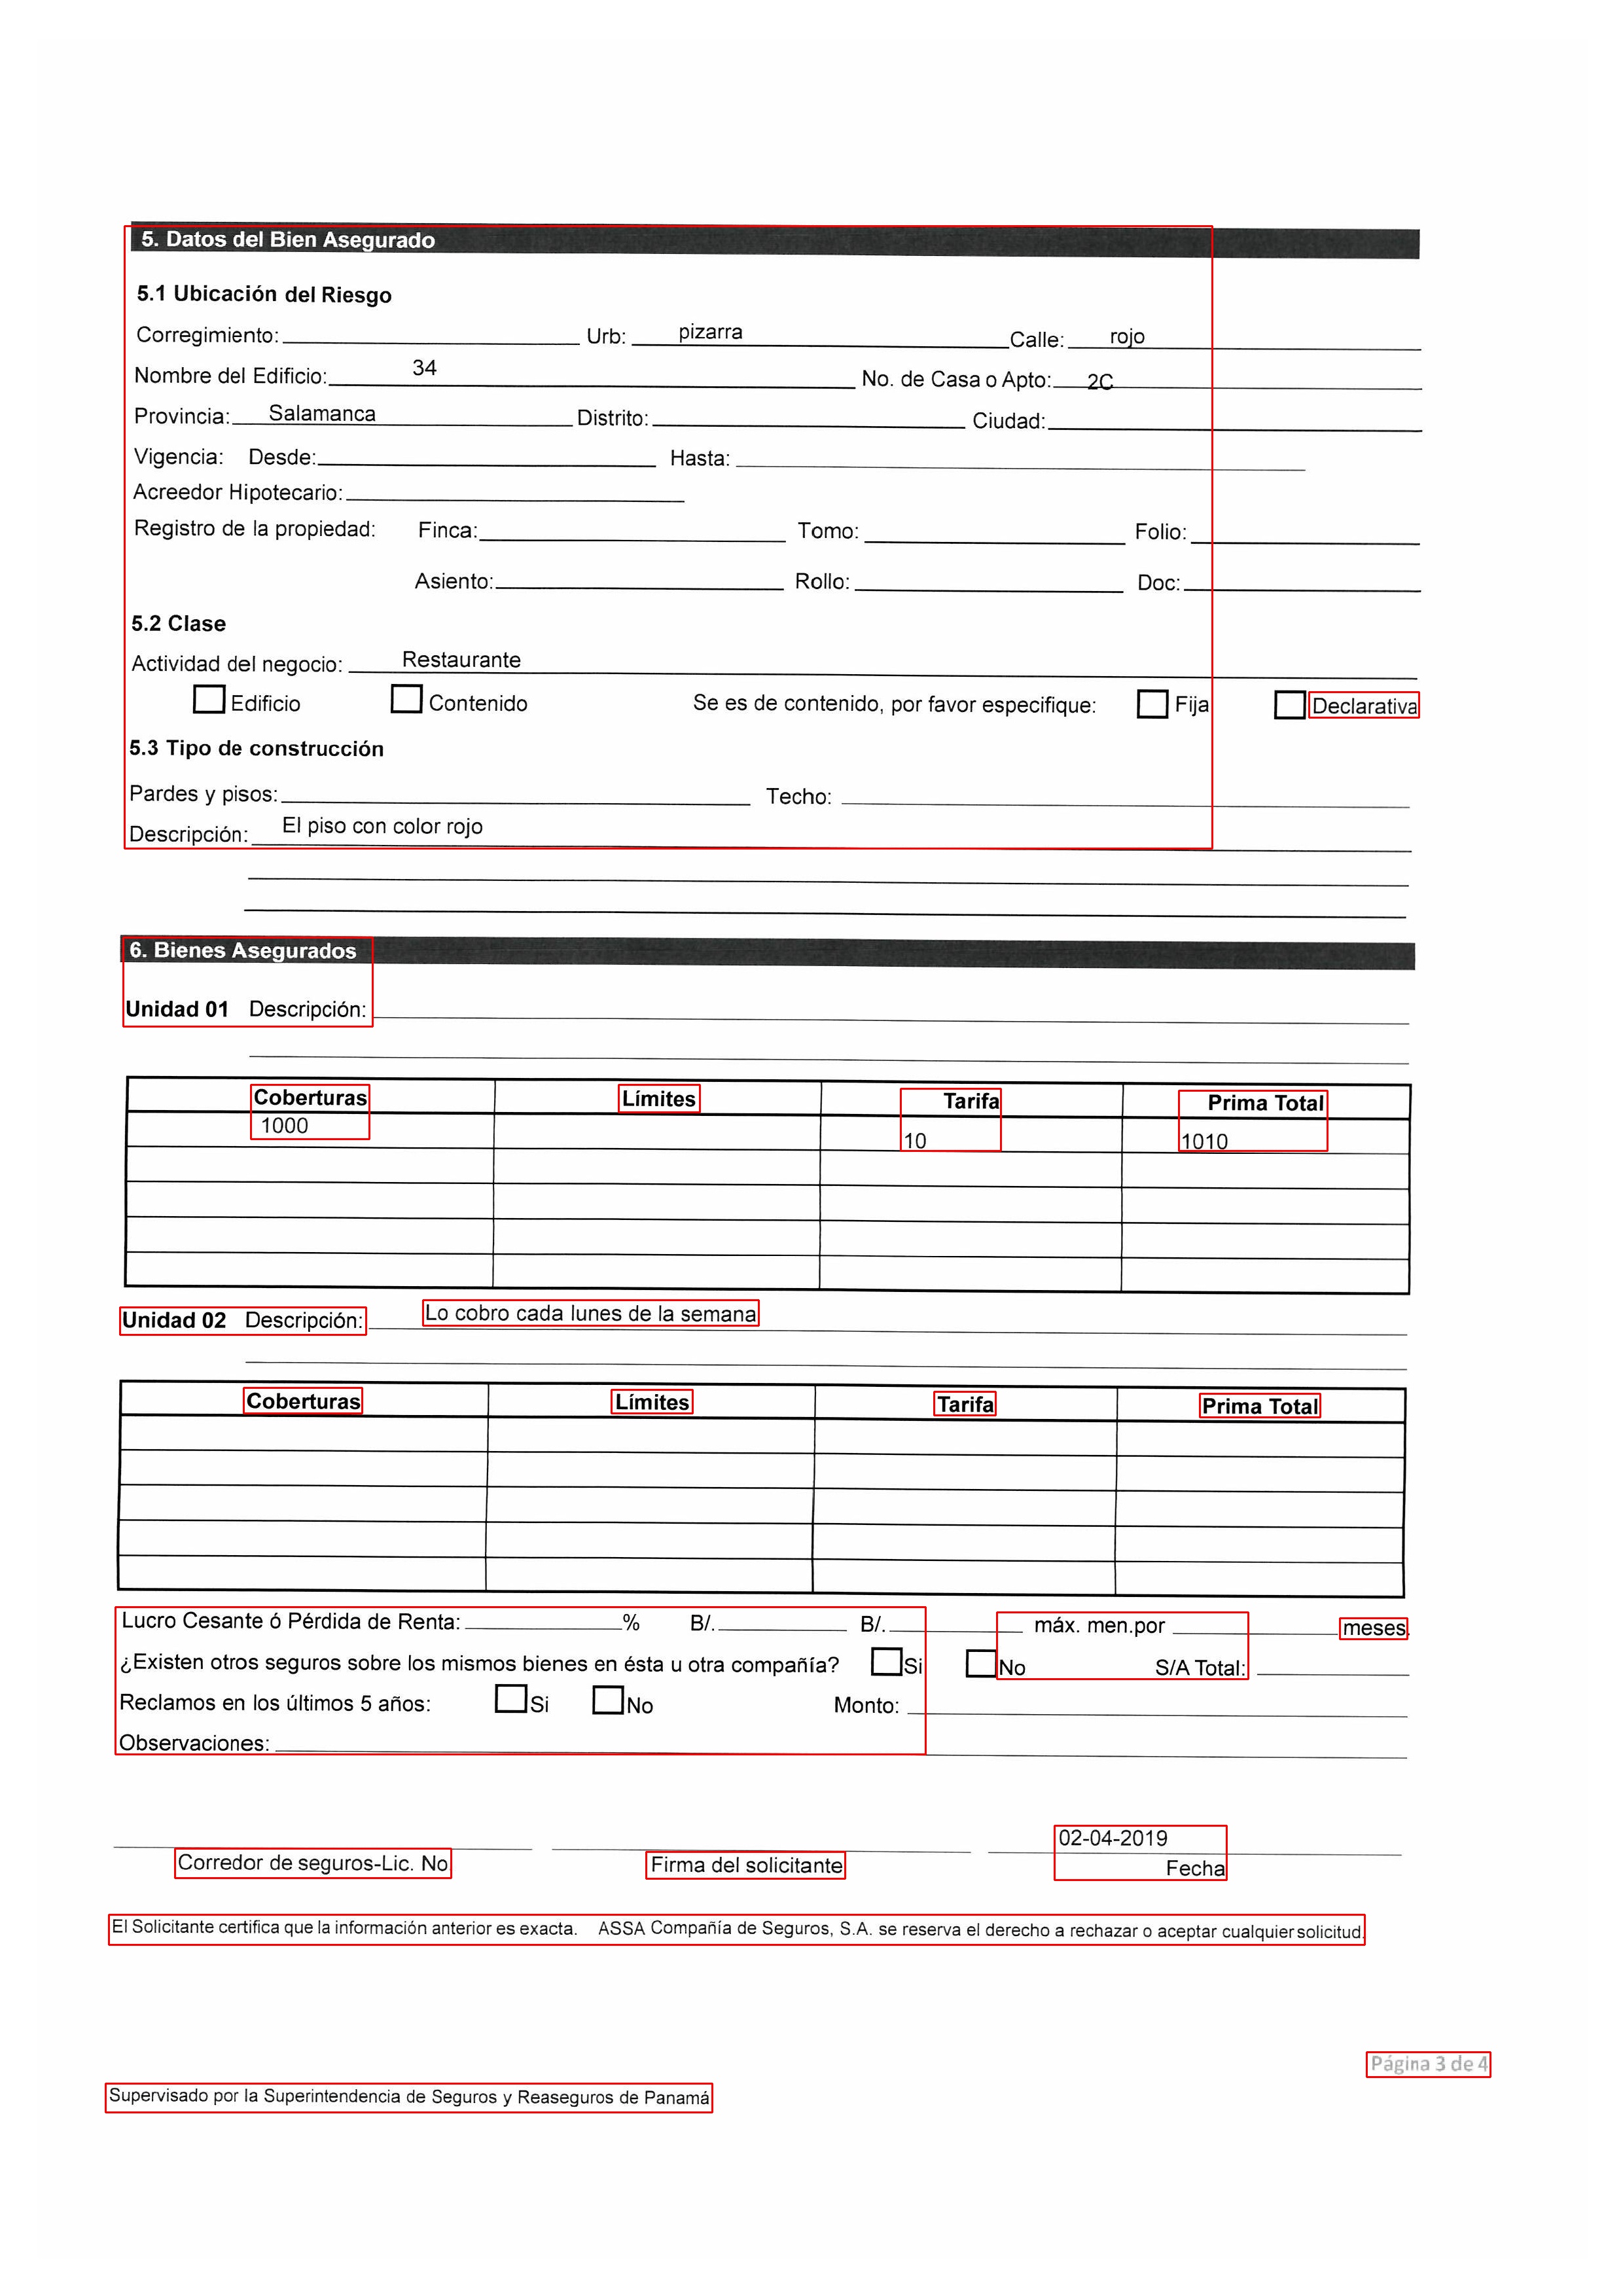 5. Datos del Bien Asegurado
5.1 Ubicación del Riesgo
Corregimiento: Urb: pizarra Calle: rojo
Nombre del Edificio: 34 No. de Casa o Apto: 2C
Provincia: Salamanca Distrito: Ciudad:
Vigencia: Desde: Hasta:
Acreedor Hipotecario:
Registro de la propiedad: Finca: Tomo: Folio:
Asiento: Rollo: Doc:
5.2 Clase
Actividad del negocio: Restaurante
Edificio Contenido Se es de contenido, por favor especifique: Fija Declarativa
5.3 Tipo de construcción
Pardes y pisos: Techo:
Descripción: El piso con color rojo
6. Bienes Asegurados
Unidad 01 Descripción:
Coberturas Límites Tarifa Prima Total
1000 10 1010
Unidad 02 Descripción: Lo cobro cada lunes de la semana
Coberturas Límites Tarifa Prima Total
Lucro Cesante ó Pérdida de Renta: % B/. B/. máx. men.por meses.
¿Existen otros seguros sobre los mismos bienes en ésta u otra compañía? Si No S/A Total:
Reclamos en los últimos 5 años: Si No Monto:
Observaciones:
02-04-2019
Corredor de seguros-Lic. No. Firma del solicitante Fecha
El Solicitante certifica que la información anterior es exacta. ASSA Compañía de Seguros, S.A. se reserva el derecho a rechazar o aceptar cualquier solicitud.
Página 3 de 4
Supervisado por la Superintendencia de Seguros y Reaseguros de Panamá